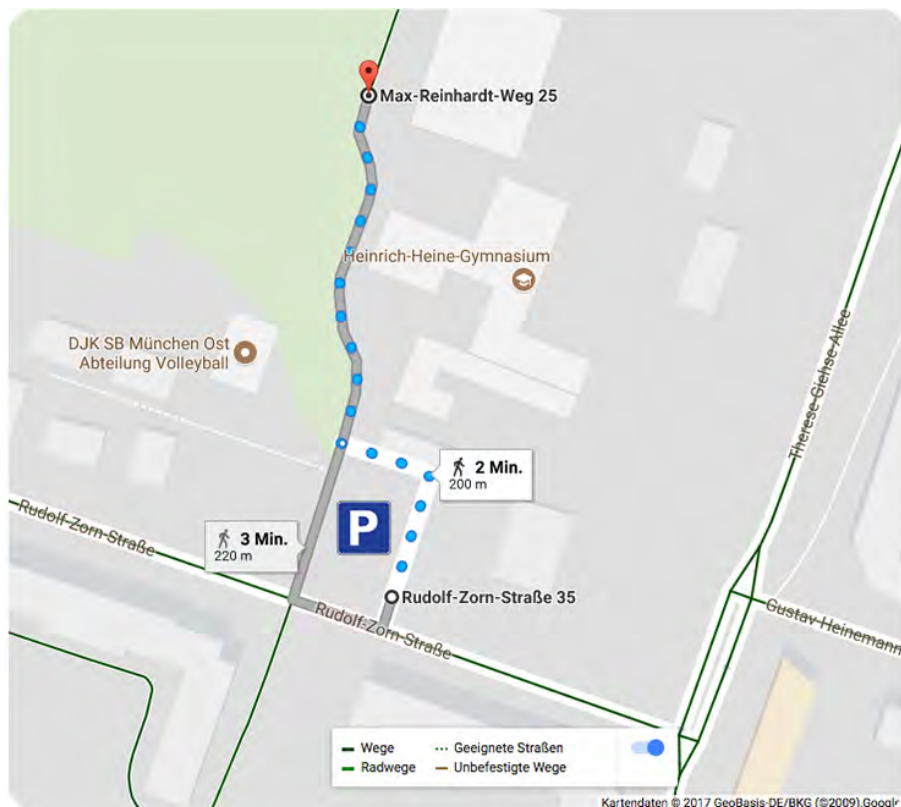 Max-Reinhardt-Weg 25
Heinrich-Heine-Gymnasium
DJK SB München Ost
Abteilung Volleyball
Therese-Giehse-Allee
2 Min.
200 m
Rudolf-Zorn-Straße
P
3 Min.
220 m
Rudolf-Zorn-Straße 35
Rudolf-Zorn-Straße
Gustav-Heinemann
Wege
Geeignete Straßen
Radwege
Unbefestigte Wege
Kartendaten © 2017 GeoBasis-DE/BKG (©2009),Google